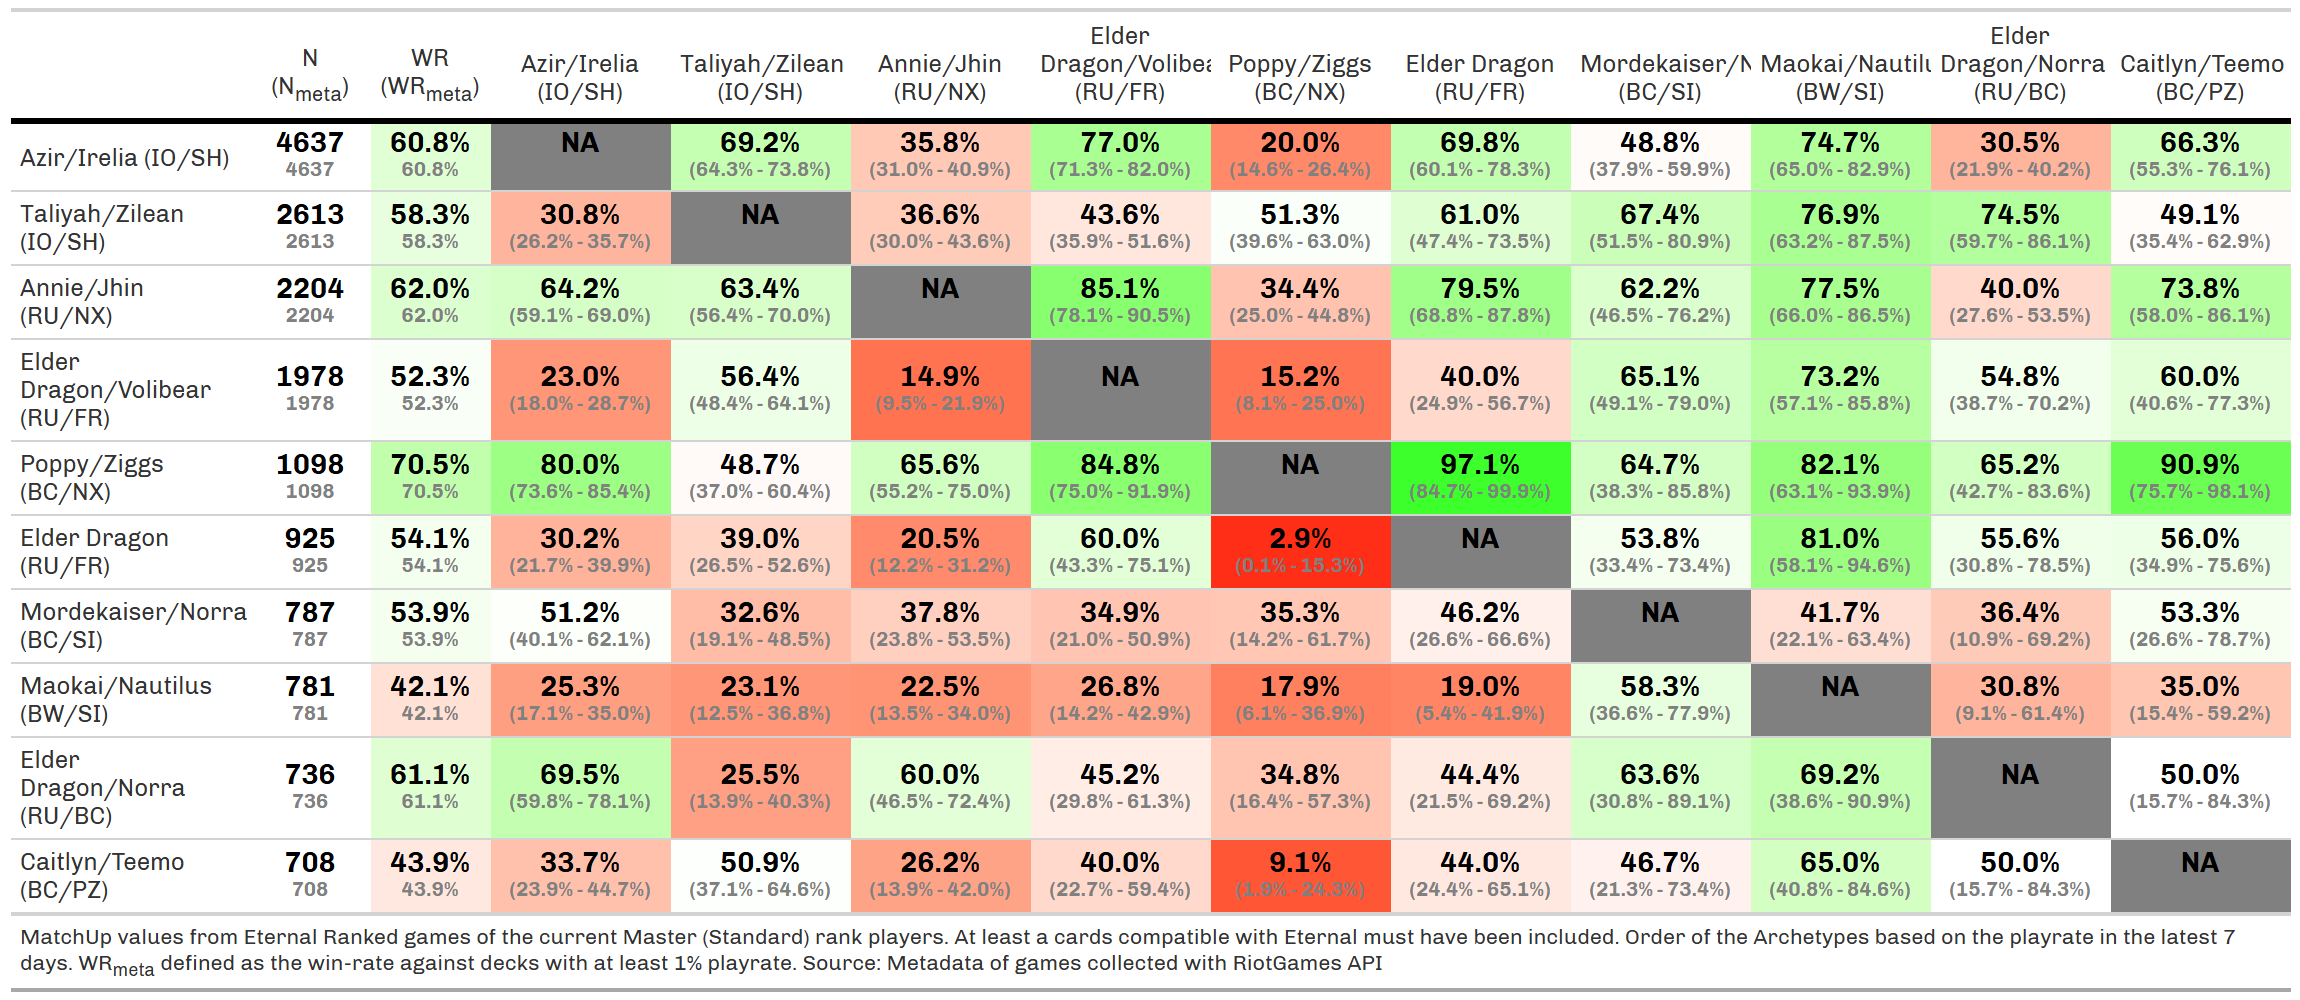 N WR Elder Elder
Azir/Irelia Taliyah/Zilean Annie/Jhin Dragon/Volibea Poppy/Ziggs Elder Dragon Mordekaiser/N Maokai/Nautilu Dragon/Norra Caitlyn/Teemo
(Nmeta) (WRmeta) (IO/SH) (IO/SH) (RU/NX) (RU/FR) (BC/NX) (RU/FR) (BC/SI) (BW/SI) (RU/BC) (BC/PZ)
Azir/Irelia (IO/SH) 4637 60.8% NA 69.2% 35.8% 77.0% 20.0% 69.8% 48.8% 74.7% 30.5% 66.3%
4637 60.8% (64.3% - 73.8%) (31.0% - 40.9%) (71.3% - 82.0%) (14.6% - 26.4%) (60.1% - 78.3%) (37.9% - 59.9%) (65.0% - 82.9%) (21.9% - 40.2%) (55.3% - 76.1%)
Taliyah/Zilean 2613 58.3% 30.8% NA 36.6% 43.6% 51.3% 61.0% 67.4% 76.9% 74.5% 49.1%
(IO/SH) 2613 58.3% (26.2% - 35.7%) (30.0% - 43.6%) (35.9% - 51.6%) (39.6% - 63.0%) (47.4% - 73.5%) (51.5% - 80.9%) (63.2% - 87.5%) (59.7% - 86.1%) (35.4% - 62.9%)
Annie/Jhin 2204 62.0% 64.2% 63.4% NA 85.1% 34.4% 79.5% 62.2% 77.5% 40.0% 73.8%
(RU/NX) 2204 62.0% (59.1% - 69.0%) (56.4% - 70.0%) (78.1% - 90.5%) (25.0% - 44.8%) (68.8% - 87.8%) (46.5% - 76.2%) (66.0% - 86.5%) (27.6% - 53.5%) (58.0% - 86.1%)
Elder
Dragon/Volibear 1978 52.3% 23.0% 56.4% 14.9% NA 15.2% 40.0% 65.1% 73.2% 54.8% 60.0%
(RU/FR) 1978 52.3% (18.0% - 28.7%) (48.4% - 64.1%) (9.5% - 21.9%) (8.1% - 25.0%) (24.9% - 56.7%) (49.1% - 79.0%) (57.1% - 85.8%) (38.7% - 70.2%) (40.6% - 77.3%)
Poppy/Ziggs 1098 70.5% 80.0% 48.7% 65.6% 84.8% NA 97.1% 64.7% 82.1% 65.2% 90.9%
(BC/NX) 1098 70.5% (73.6% - 85.4%) (37.0% - 60.4%) (55.2% - 75.0%) (75.0% - 91.9%) (84.7% - 99.9%) (38.3% - 85.8%) (63.1% - 93.9%) (42.7% - 83.6%) (75.7% - 98.1%)
Elder Dragon 925 54.1% 30.2% 39.0% 20.5% 60.0% 2.9% NA 53.8% 81.0% 55.6% 56.0%
(RU/FR) 925 54.1% (21.7% - 39.9%) (26.5% - 52.6%) (12.2% - 31.2%) (43.3% - 75.1%) (0.1% - 15.3%) (33.4% - 73.4%) (58.1% - 94.6%) (30.8% - 78.5%) (34.9% - 75.6%)
Mordekaiser/Norra 787 53.9% 51.2% 32.6% 37.8% 34.9% 35.3% 46.2% NA 41.7% 36.4% 53.3%
(BC/SI) 787 53.9% (40.1% - 62.1%) (19.1% - 48.5%) (23.8% - 53.5%) (21.0% - 50.9%) (14.2% - 61.7%) (26.6% - 66.6%) (22.1% - 63.4%) (10.9% - 69.2%) (26.6% - 78.7%)
Maokai/Nautilus 781 42.1% 25.3% 23.1% 22.5% 26.8% 17.9% 19.0% 58.3% NA 30.8% 35.0%
(BW/SI) 781 42.1% (17.1% - 35.0%) (12.5% - 36.8%) (13.5% - 34.0%) (14.2% - 42.9%) (6.1% - 36.9%) (5.4% - 41.9%) (36.6% - 77.9%) (9.1% - 61.4%) (15.4% - 59.2%)
Elder
Dragon/Norra 736 61.1% 69.5% 25.5% 60.0% 45.2% 34.8% 44.4% 63.6% 69.2% NA 50.0%
(RU/BC) 736 61.1% (59.8% - 78.1%) (13.9% - 40.3%) (46.5% - 72.4%) (29.8% - 61.3%) (16.4% - 57.3%) (21.5% - 69.2%) (30.8% - 89.1%) (38.6% - 90.9%) (15.7% - 84.3%)
Caitlyn/Teemo 708 43.9% 33.7% 50.9% 26.2% 40.0% 9.1% 44.0% 46.7% 65.0% 50.0% NA
(BC/PZ) 708 43.9% (23.9% - 44.7%) (37.1% - 64.6%) (13.9% - 42.0%) (22.7% - 59.4%) (1.9% - 24.3%) (24.4% - 65.1%) (21.3% - 73.4%) (40.8% - 84.6%) (15.7% - 84.3%)
MatchUp values from Eternal Ranked games of the current Master (Standard) rank players. At least a cards compatible with Eternal must have been included. Order of the Archetypes based on the playrate in the latest 7
days. WRmeta defined as the win-rate against decks with at least 1% playrate. Source: Metadata of games collected with RiotGames API